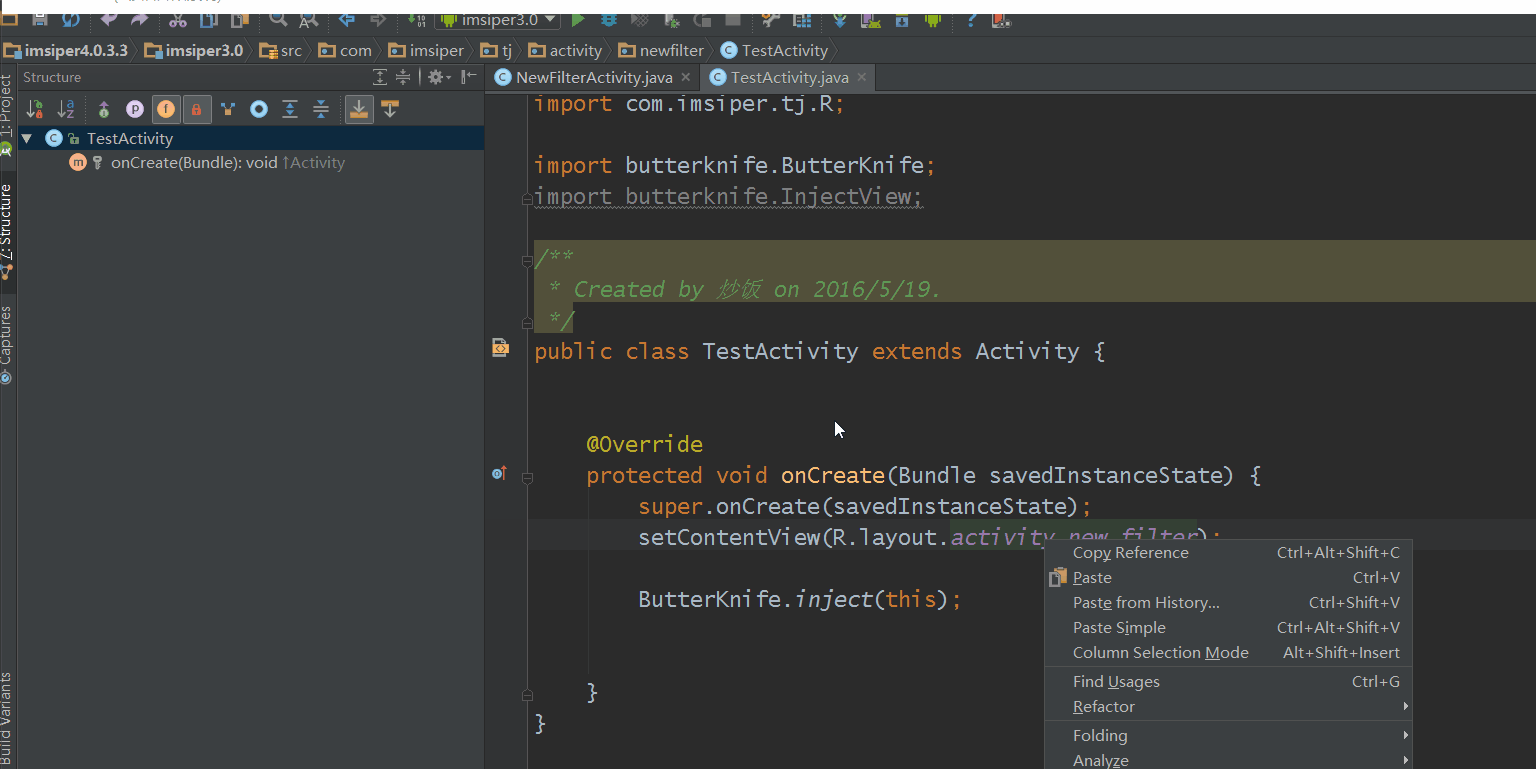 imsiper3.0
imsiper4.0.3.3 imsiper3.0 src com imsiper tj activity newfilter TestActivity
Structure
NewFilterActivity.java TestActivity.java
1: Project
7: Structure
Captures
Build Variants
TestActivity
onCreate(Bundle): void ↑Activity
import com.imsiper.tj.R;
import butterknife.ButterKnife;
import butterknife.InjectView;
/**
* Created by 炒饭 on 2016/5/19.
*/
public class TestActivity extends Activity {
@Override
protected void onCreate(Bundle savedInstanceState) {
super.onCreate(savedInstanceState);
setContentView(R.layout.activity_new_filter);
ButterKnife.inject(this);
}
}
Copy Reference Ctrl+Alt+Shift+C
Paste Ctrl+V
Paste from History... Ctrl+Shift+V
Paste Simple Ctrl+Alt+Shift+V
Column Selection Mode Alt+Shift+Insert
Find Usages Ctrl+G
Refactor
Folding
Analyze